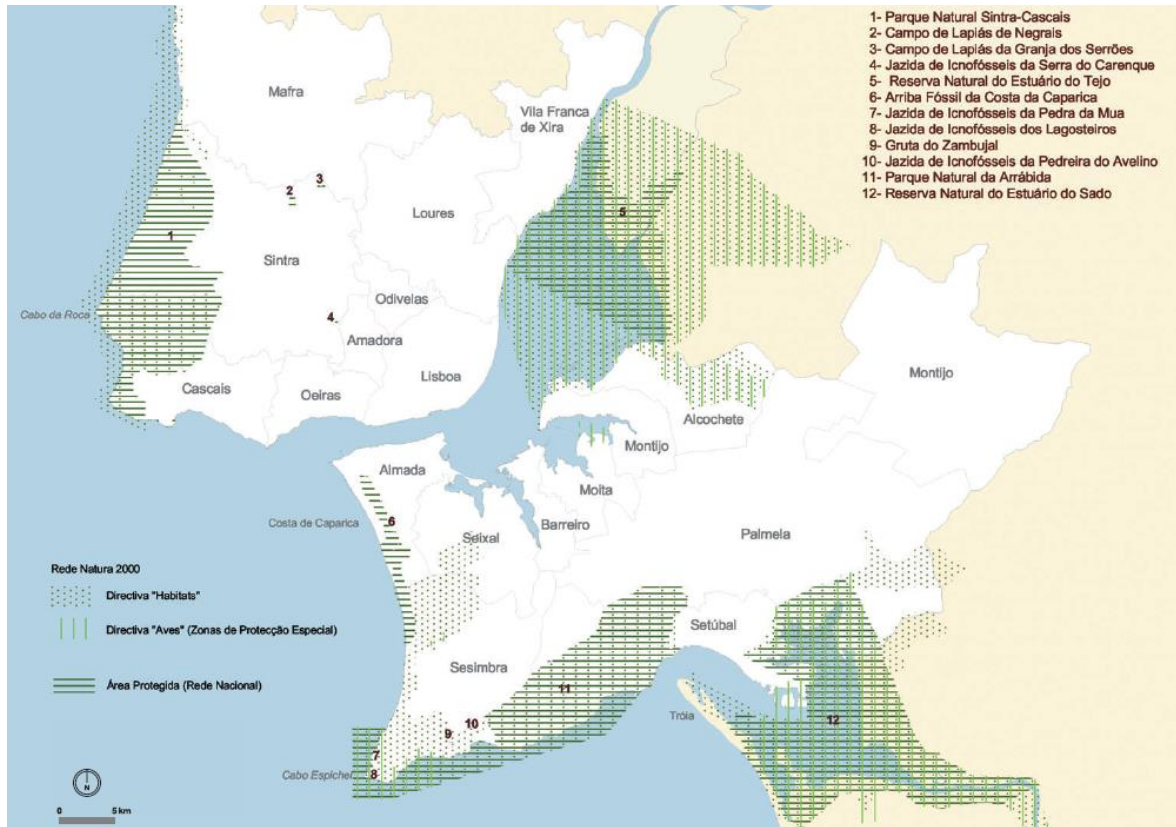 1- Parque Natural Sintra-Cascais
2- Campo de Lapiás de Negrais
3- Campo de Lapiás da Granja dos Serrões
4- Jazida de Icnofósseis da Serra do Carenque
5- Reserva Natural do Estuário do Tejo
6- Arriba Fóssil da Costa da Caparica
7- Jazida de Icnofósseis da Pedra da Mua
8- Jazida de Icnofósseis dos Lagosteiros
9- Gruta do Zambujal
10- Jazida de Icnofósseis da Pedreira do Avelino
11- Parque Natural da Arrábida
12- Reserva Natural do Estuário do Sado
Mafra
Vila Franca
de Xira
3
2
5
Loures
1
Sintra
Odivelas
Cabo da Roca
4
Amadora
Lisboa
Cascais
Oeiras
Montijo
Alcochete
Montijo
Almada
Moita
Costa de Caparica
6
Barreiro
Seixal
Palmela
Rede Natura 2000
Directiva "Habitats"
Directiva "Aves" (Zonas de Protecção Especial)
Área Protegida (Rede Nacional)
Setúbal
Sesimbra
11
Tróia
12
10
9
7
8
Cabo Espichel
N
0 5 km